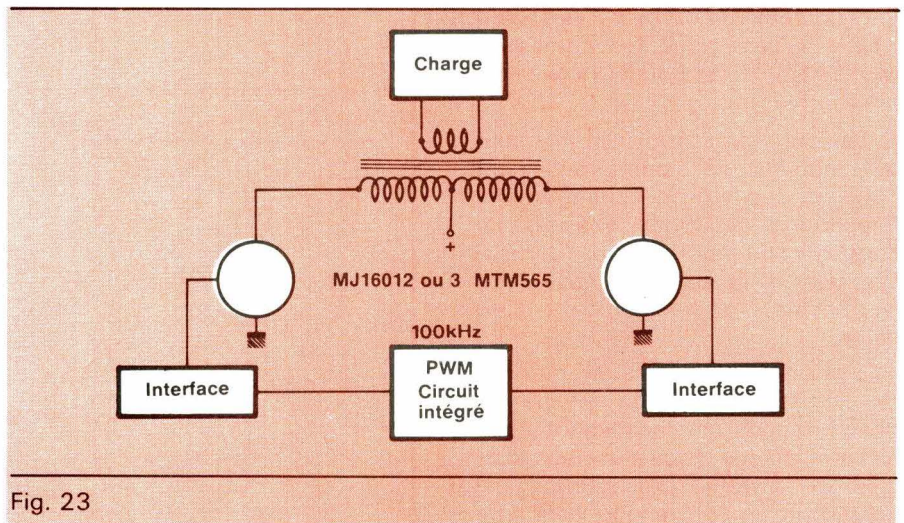 Charge
+
MJ16012 ou 3 MTM565
100kHz
PWM
Circuit
intégré
Interface
Interface
Fig. 23